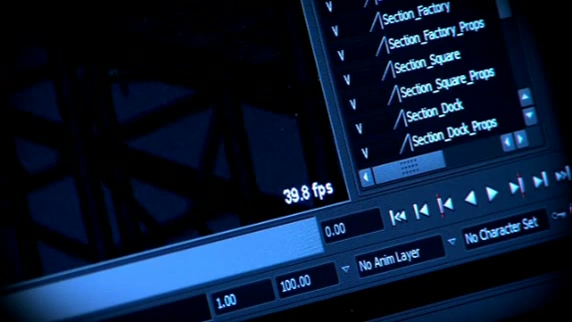 V Section_Factory
V Section_Factory_Props
V Section_Square
V Section_Square_Props
V Section_Dock
V Section_Dock_Props
39.8 fps
0.00
1.00 100.00 No Anim Layer No Character Set